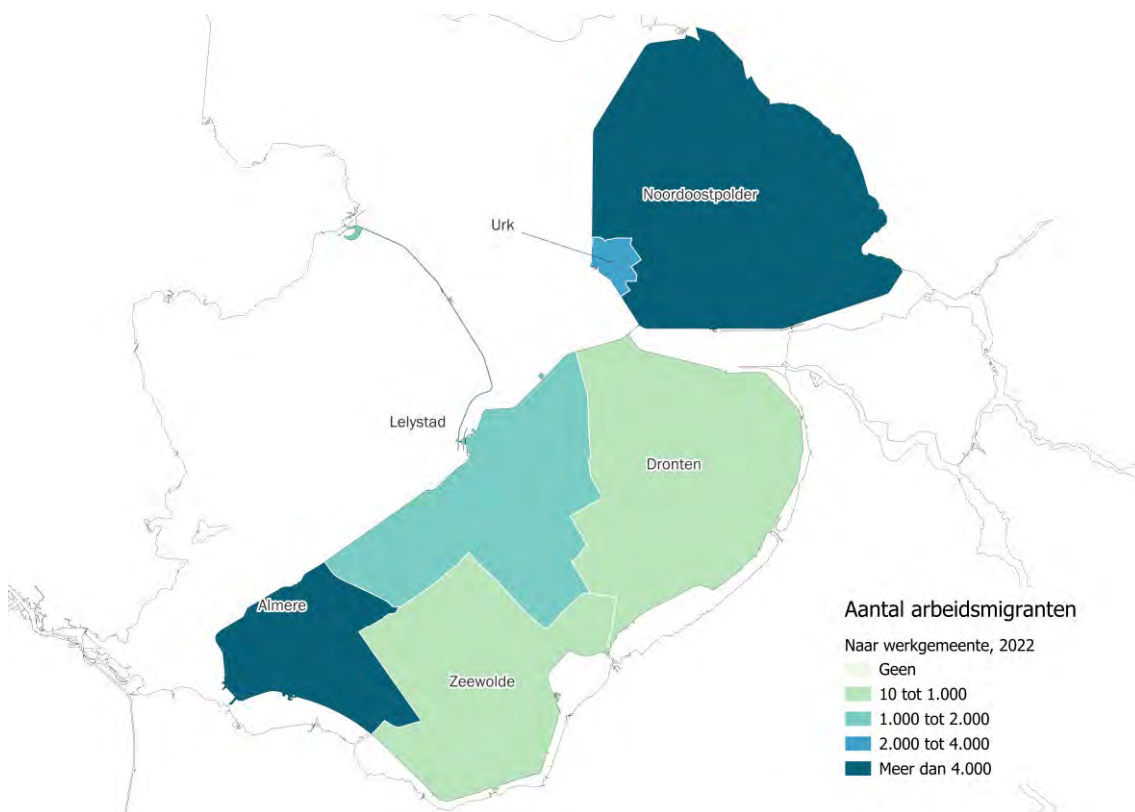 Noordoostpolder
Urk
Lelystad
Dronten
Almere
Zeewolde
Aantal arbeidsmigranten
Naar werkgemeente, 2022
Geen
10 tot 1.000
1.000 tot 2.000
2.000 tot 4.000
Meer dan 4.000